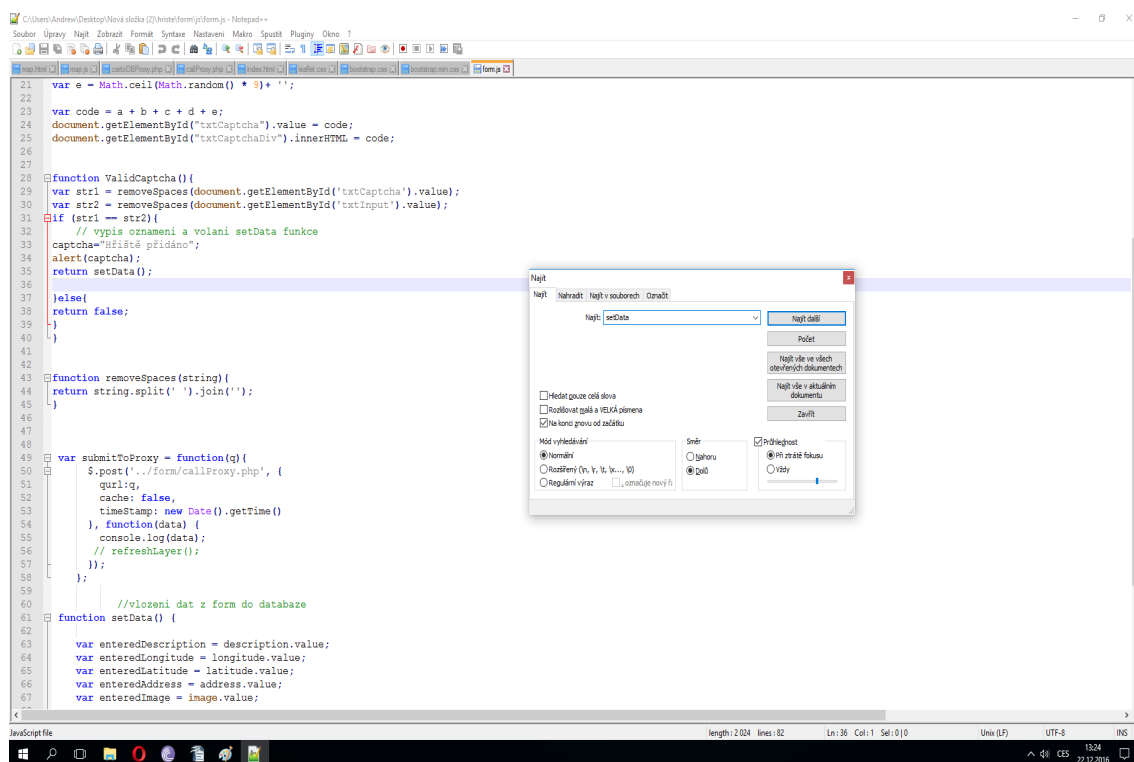 C:\Users\Andrew\Desktop\Nová složka (2)\hriste\form\js\form.js - Notepad++
Soubor Úpravy Najít Zobrazit Formát Syntaxe Nastavení Makro Spustit Pluginy Okno ?
map.html map.js cartoDBProxy.php callProxy.php index.html leaflet.css bootstrap.css bootstrap.min.css form.js
21 var e = Math.ceil(Math.random() * 9)+ '';
22
23 var code = a + b + c + d + e;
24 document.getElementById("txtCaptcha").value = code;
25 document.getElementById("txtCaptchaDiv").innerHTML = code;
26
27
28 function ValidCaptcha(){
29 var str1 = removeSpaces(document.getElementById('txtCaptcha').value);
30 var str2 = removeSpaces(document.getElementById('txtInput').value);
31 if (str1 == str2){
32 // vypis oznameni a volani setData funkce
33 captcha="Hřiště přidáno";
34 alert(captcha);
35 return setData();
36
37 }else{
38 return false;
39 }
40 }
41
42
43 function removeSpaces(string){
44 return string.split(' ').join('');
45 }
46
47
48
49 var submitToProxy = function(q){
50 $.post('../form/callProxy.php', {
51 qurl:q,
52 cache: false,
53 timeStamp: new Date().getTime()
54 }, function(data) {
55 console.log(data);
56 // refreshLayer();
57 });
58 };
59
60 //vlozeni dat z form do databaze
61 function setData() {
62
63 var enteredDescription = description.value;
64 var enteredLongitude = longitude.value;
65 var enteredLatitude = latitude.value;
66 var enteredAddress = address.value;
67 var enteredImage = image.value;
Najít
Najít Nahradit Najít v souborech Označit
Najít: setData
Najít další
Počet
Najít vše ve všech
otevřených dokumentech
Najít vše v aktuálním
dokumentu
Zavřít
Hledat pouze celá slova
Rozlišovat malá a VELKÁ písmena
Na konci znovu od začátku
Mód vyhledávání
Normální
Rozšířený (\n, \r, \t, \x..., \0)
Regulární výraz . označuje nový ř
Směr
Nahoru
Dolů
Průhlednost
Při ztrátě fokusu
Vždy
JavaScript file length : 2 024 lines : 82 Ln : 36 Col : 1 Sel : 0 | 0 Unix (LF) UTF-8 INS
CES 13:24
22.12.2016